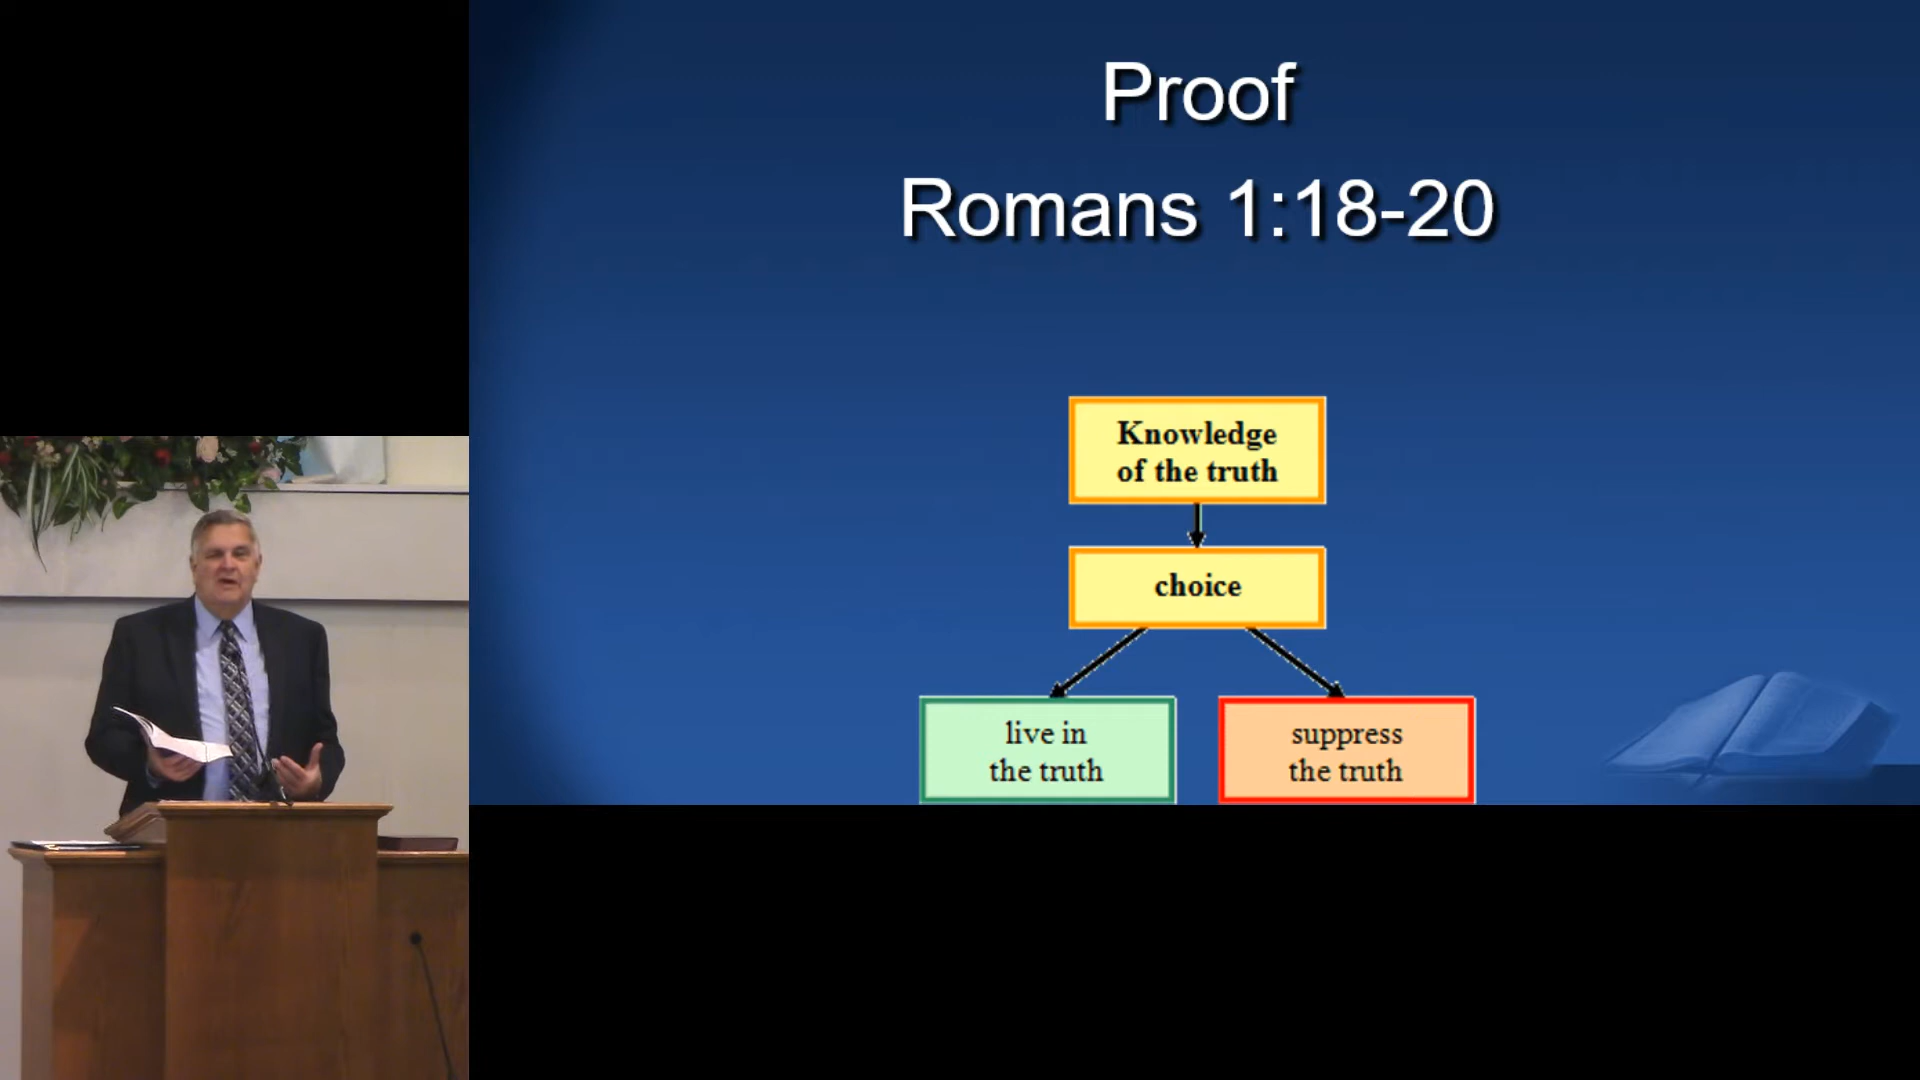 Proof
Romans 1:18-20
Knowledge
of the truth
choice
live in
the truth
suppress
the truth